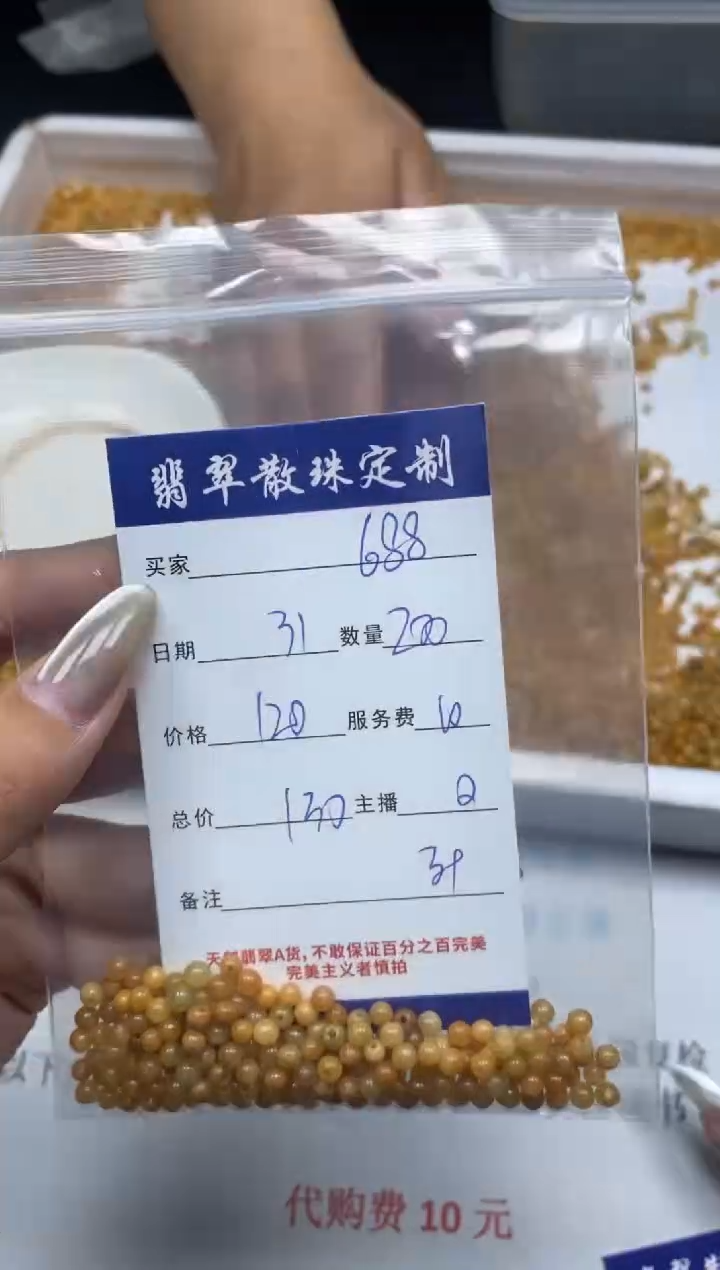 翡翠散珠定制
买家 688
日期 31 数量 200
价格 120 服务费 10
总价 130 主播 Q
备注
天然翡翠A货,不敢保证百分之百完美
完美主义者慎拍
以下
代购费 10 元